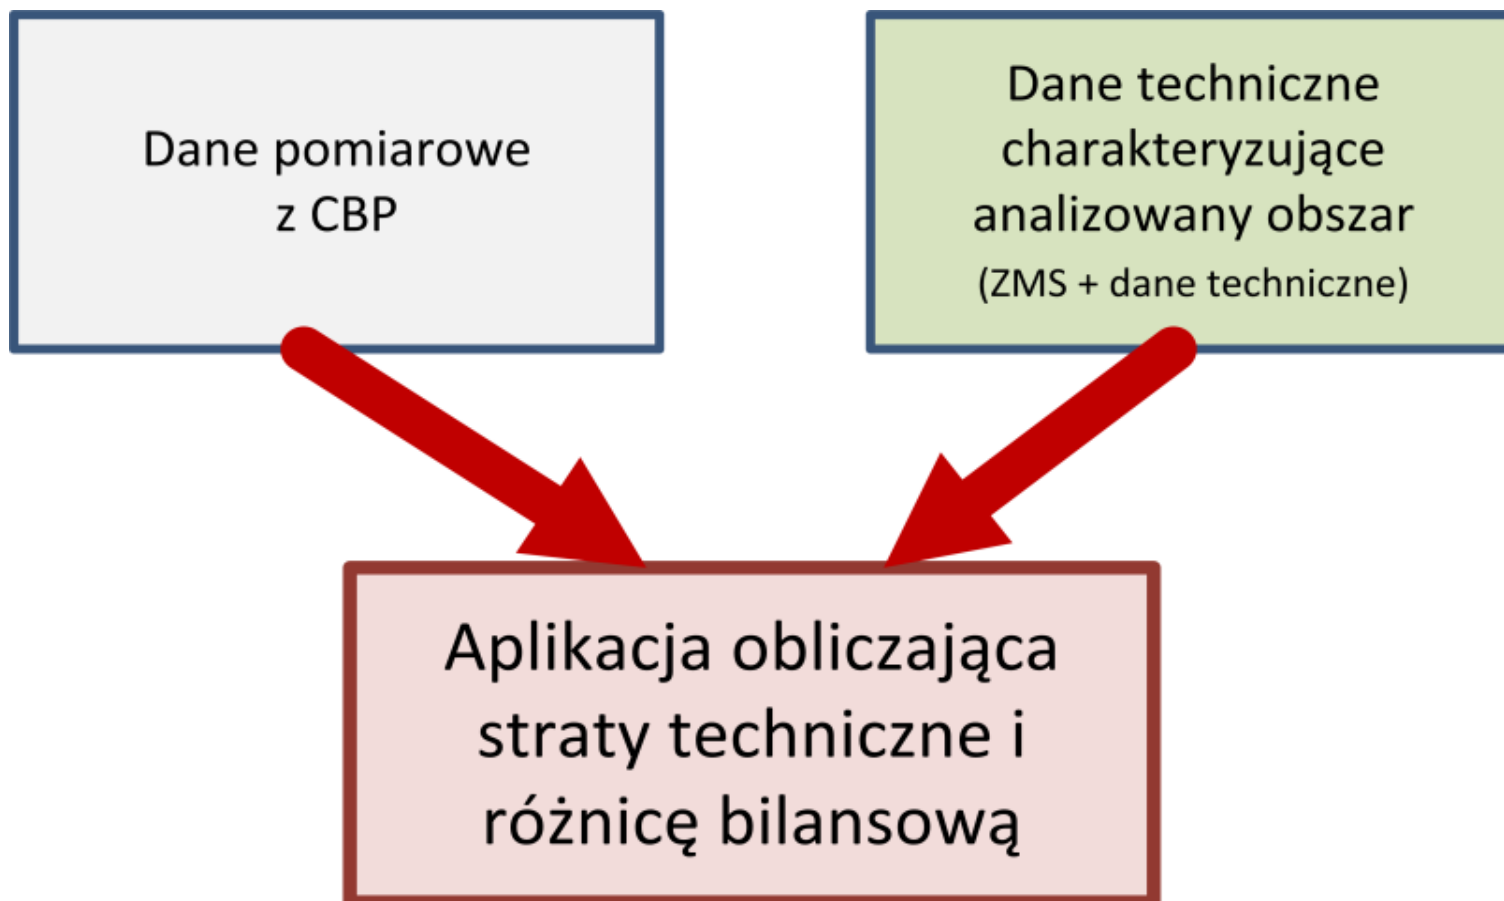 Dane pomiarowe
z CBP
Dane techniczne
charakteryzujące
analizowany obszar
(ZMS + dane techniczne)
Aplikacja obliczająca
straty techniczne i
różnicę bilansową